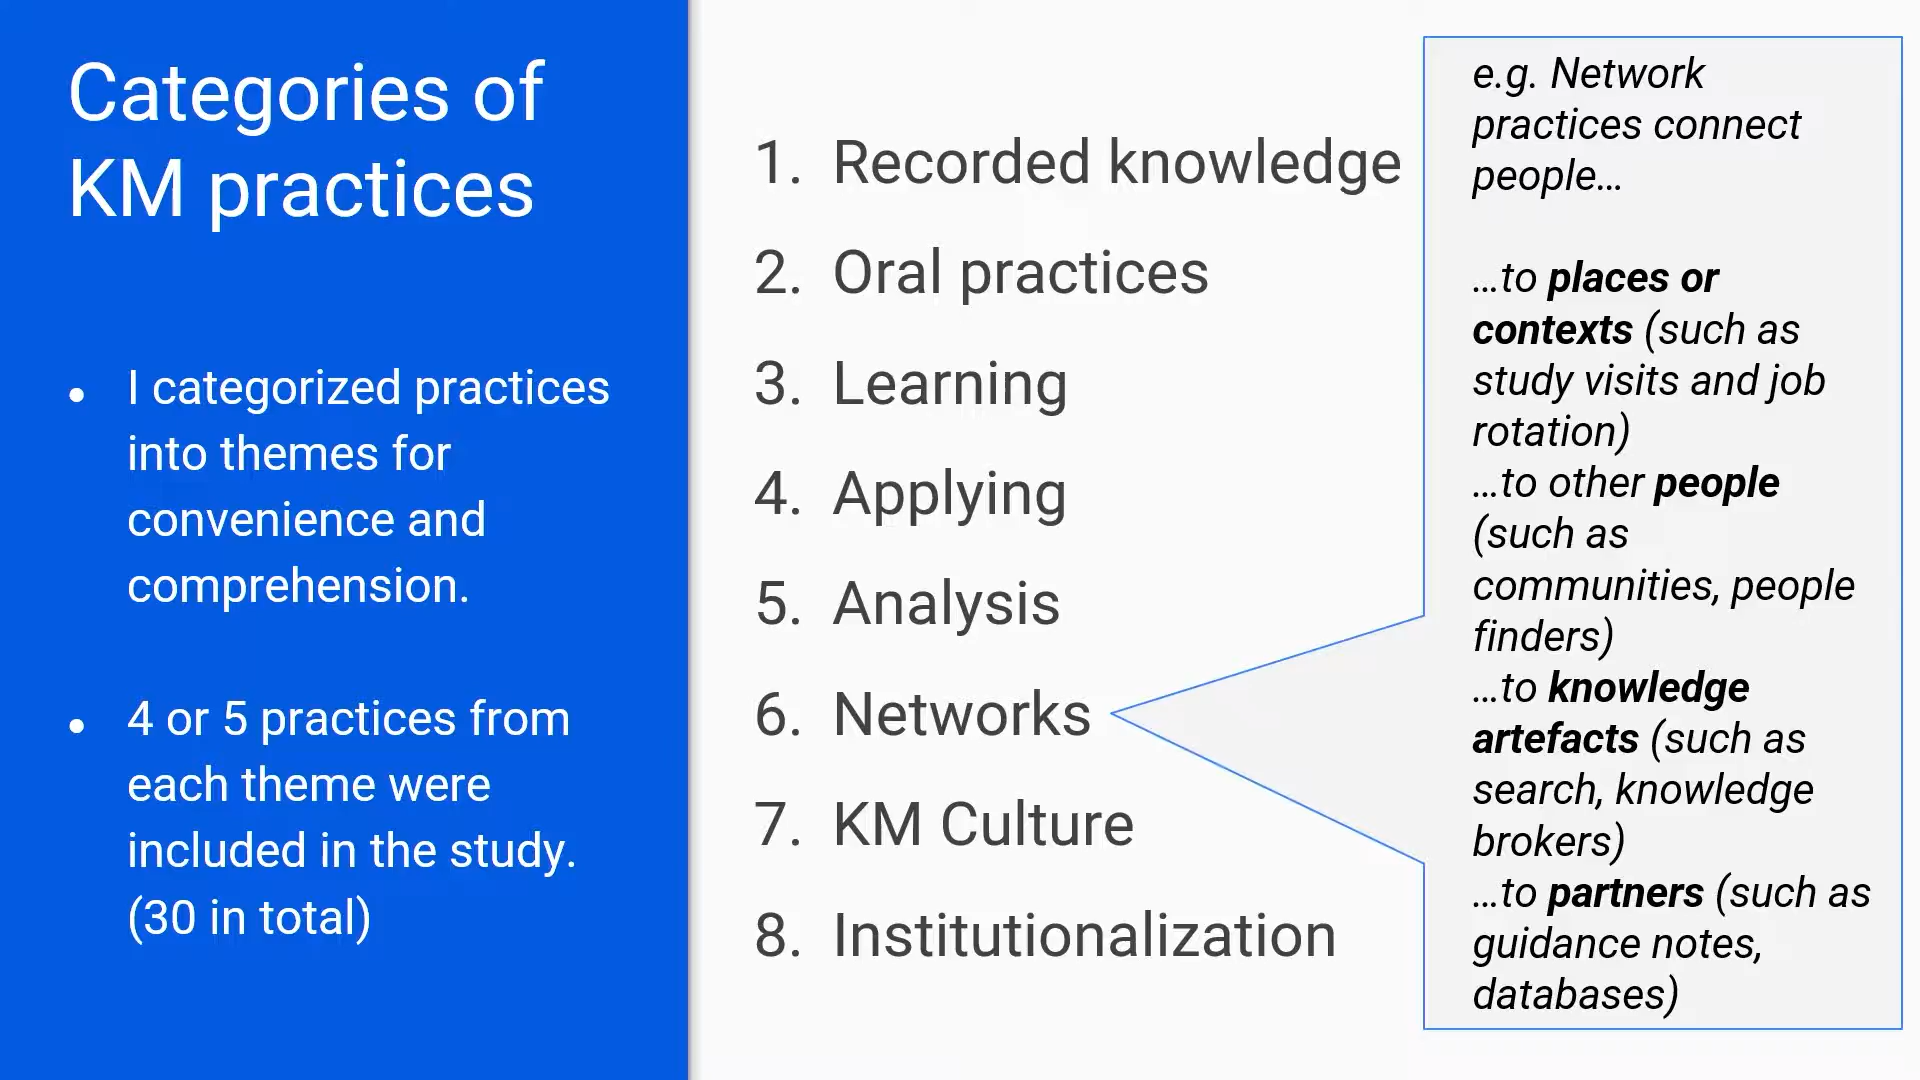 Categories of
KM practices
● I categorized practices
into themes for
convenience and
comprehension.
● 4 or 5 practices from
each theme were
included in the study.
(30 in total)
1. Recorded knowledge
2. Oral practices
3. Learning
4. Applying
5. Analysis
6. Networks
7. KM Culture
8. Institutionalization
e.g. Network
practices connect
people…
…to places or
contexts (such as
study visits and job
rotation)
…to other people
(such as
communities, people
finders)
…to knowledge
artefacts (such as
search, knowledge
brokers)
…to partners (such as
guidance notes,
databases)